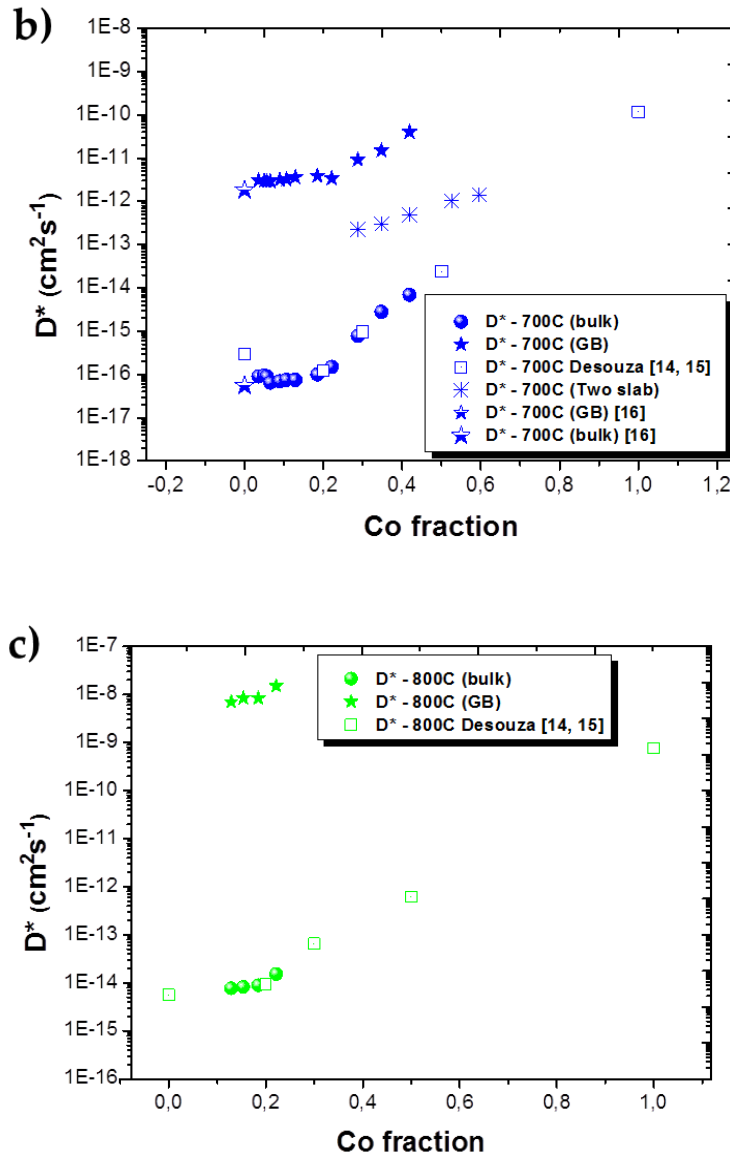 b)
1E-8
1E-9
1E-10
1E-11
1E-12
1E-13
1E-14
1E-15
1E-16
1E-17
1E-18
D* (cm²s⁻¹)
D* - 700C (bulk)
D* - 700C (GB)
D* - 700C Desouza [14, 15]
D* - 700C (Two slab)
D* - 700C (GB) [16]
D* - 700C (bulk) [16]
-0,2 0,0 0,2 0,4 0,6 0,8 1,0 1,2
Co fraction
c)
1E-7
1E-8
1E-9
1E-10
1E-11
1E-12
1E-13
1E-14
1E-15
1E-16
D* (cm²s⁻¹)
D* - 800C (bulk)
D* - 800C (GB)
D* - 800C Desouza [14, 15]
0,0 0,2 0,4 0,6 0,8 1,0
Co fraction